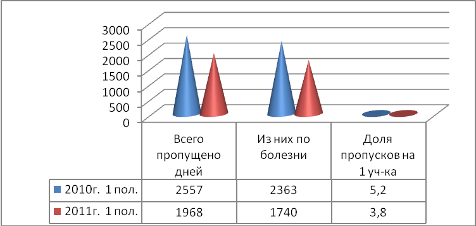 3000
2500
2000
1500
1000
500
0
Всего пропущено дней
Из них по болезни
Доля пропусков на 1 уч-ка
2010г. 1 пол. 2557 2363 5,2
2011г. 1 пол. 1968 1740 3,8